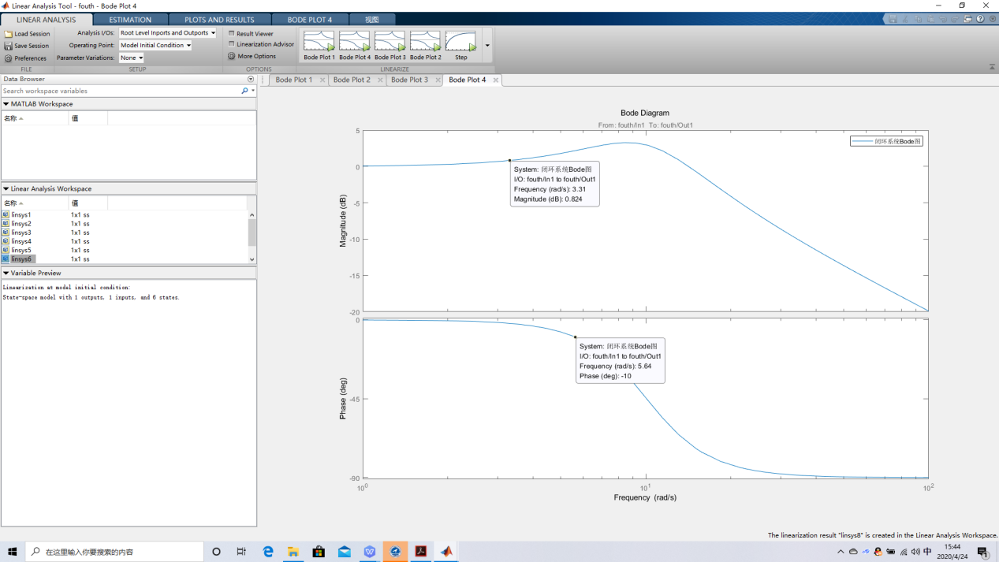 Linear Analysis Tool - fouth - Bode Plot 4
LINEAR ANALYSIS ESTIMATION PLOTS AND RESULTS BODE PLOT 4 视图
Load Session
Save Session
Preferences
FILE
Analysis I/Os: Root Level Inports and Outports
Operating Point: Model Initial Condition
Parameter Variations: None
SETUP
Result Viewer
Linearization Advisor
More Options
OPTIONS
Bode Plot 1 Bode Plot 4 Bode Plot 3 Bode Plot 2 Step
LINEARIZE
Data Browser
Search workspace variables
MATLAB Workspace
名称 值
Linear Analysis Workspace
名称 值
linsys1 1x1 ss
linsys2 1x1 ss
linsys3 1x1 ss
linsys4 1x1 ss
linsys5 1x1 ss
linsys6 1x1 ss
Variable Preview
Linearization at model initial condition:
State-space model with 1 outputs, 1 inputs, and 6 states.
Bode Plot 1 Bode Plot 2 Bode Plot 3 Bode Plot 4
Bode Diagram
From: fouth/In1 To: fouth/Out1
闭环系统Bode图
Magnitude (dB)
5
0
-5
-10
-15
-20
System: 闭环系统Bode图
I/O: fouth/In1 to fouth/Out1
Frequency (rad/s): 3.31
Magnitude (dB): 0.824
Phase (deg)
0
-45
-90
System: 闭环系统Bode图
I/O: fouth/In1 to fouth/Out1
Frequency (rad/s): 5.64
Phase (deg): -10
10^0 10^1 10^2
Frequency (rad/s)
The linearization result "linsys8" is created in the Linear Analysis Workspace.
在这里输入你要搜索的内容
中
15:44
2020/4/24
1